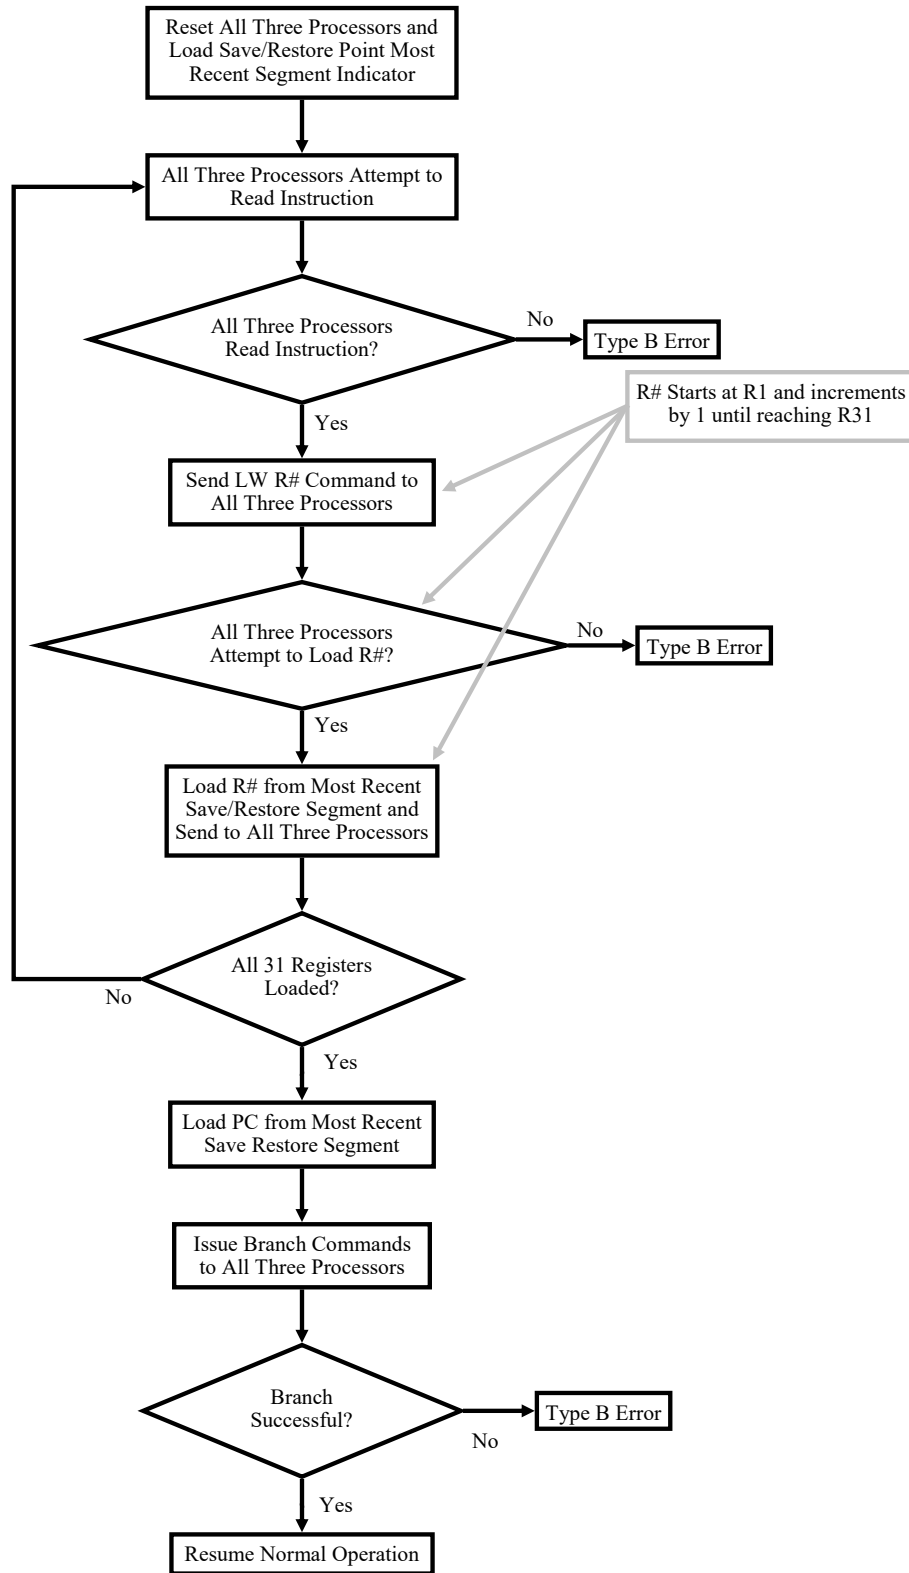 Reset All Three Processors and
Load Save/Restore Point Most
Recent Segment Indicator
All Three Processors Attempt to
Read Instruction
All Three Processors
Read Instruction?
No
Type B Error
R# Starts at R1 and increments
by 1 until reaching R31
Yes
Send LW R# Command to
All Three Processors
All Three Processors
Attempt to Load R#?
No
Type B Error
Yes
Load R# from Most Recent
Save/Restore Segment and
Send to All Three Processors
All 31 Registers
Loaded?
No
Yes
Load PC from Most Recent
Save Restore Segment
Issue Branch Commands
to All Three Processors
Branch
Successful?
Type B Error
No
Yes
Resume Normal Operation